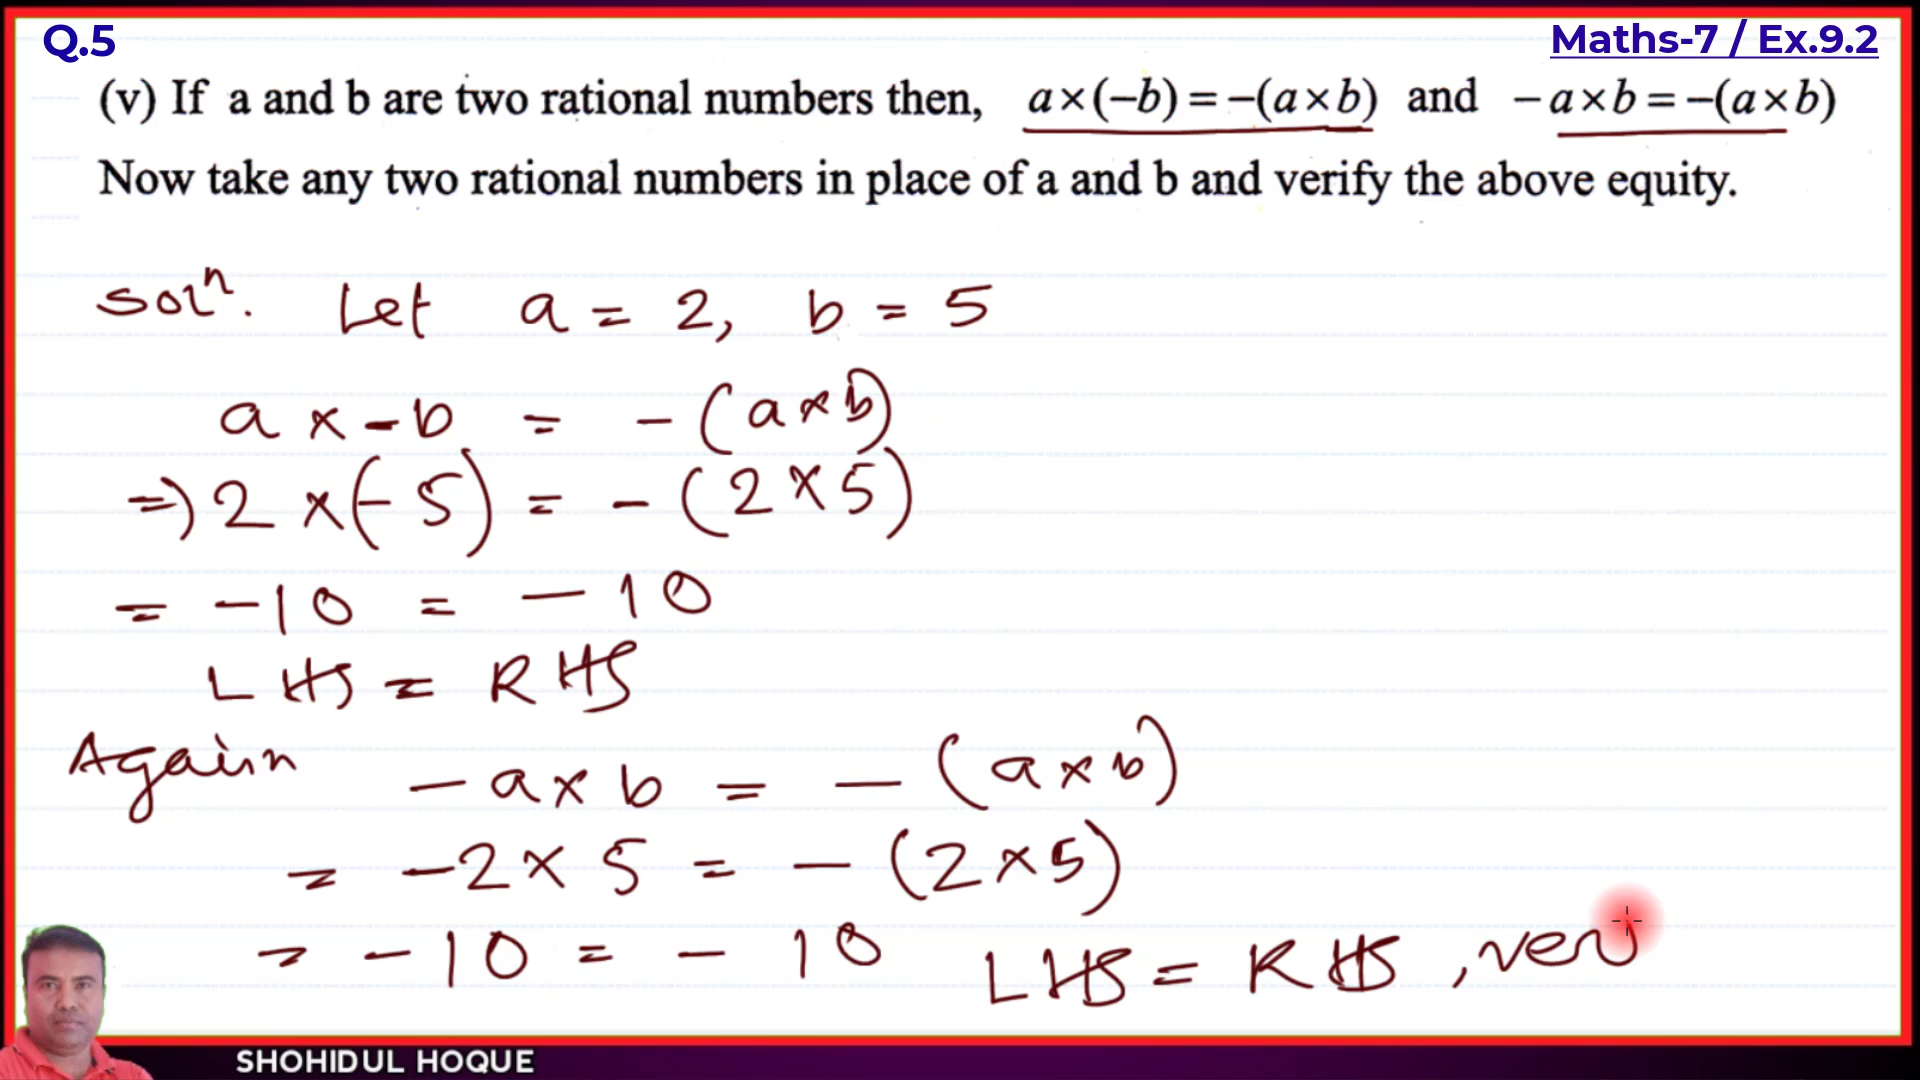 Q.5
Maths-7 / Ex.9.2
(v) If a and b are two rational numbers then, a×(−b)=−(a×b) and −a×b=−(a×b)
Now take any two rational numbers in place of a and b and verify the above equity.
Solⁿ. Let a = 2, b = 5
a × -b = - (a×b)
=) 2 × (-5) = - (2×5)
= -10 = -10
LHS = RHS
Again -a×b = - (a×b)
= -2×5 = - (2×5)
= -10 = -10 LHS = RHS, veri
SHOHIDUL HOQUE